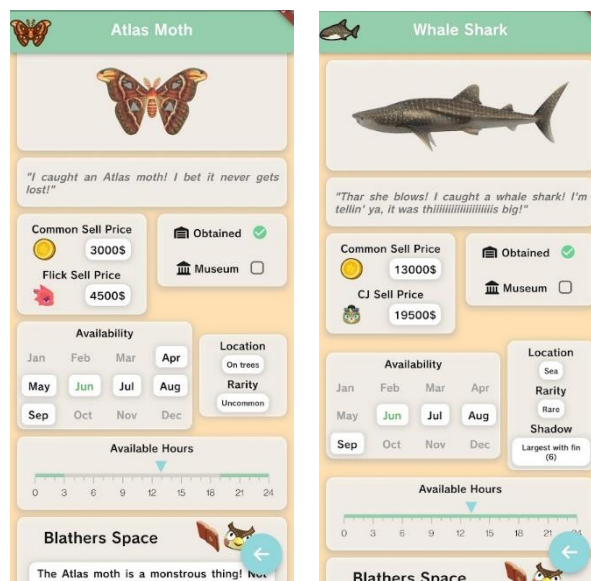 Atlas Moth
"I caught an Atlas moth! I bet it never gets
lost!"
Common Sell Price
3000$
Flick Sell Price
4500$
Obtained
Museum
Availability
Jan Feb Mar Apr
May Jun Jul Aug
Sep Oct Nov Dec
Location
On trees
Rarity
Uncommon
Available Hours
0 3 6 9 12 15 18 21 24
Blathers Space
The Atlas moth is a monstrous thing! Not
Whale Shark
"Thar she blows! I caught a whale shark! I'm
tellin' ya, it was thiiiiiiiiiiiiiiiiiiiis big!"
Common Sell Price
13000$
CJ Sell Price
19500$
Obtained
Museum
Availability
Jan Feb Mar Apr
May Jun Jul Aug
Sep Oct Nov Dec
Location
Sea
Rarity
Rare
Shadow
Largest with fin
(6)
Available Hours
0 3 6 9 12 15 18 21 24
Blathers Space